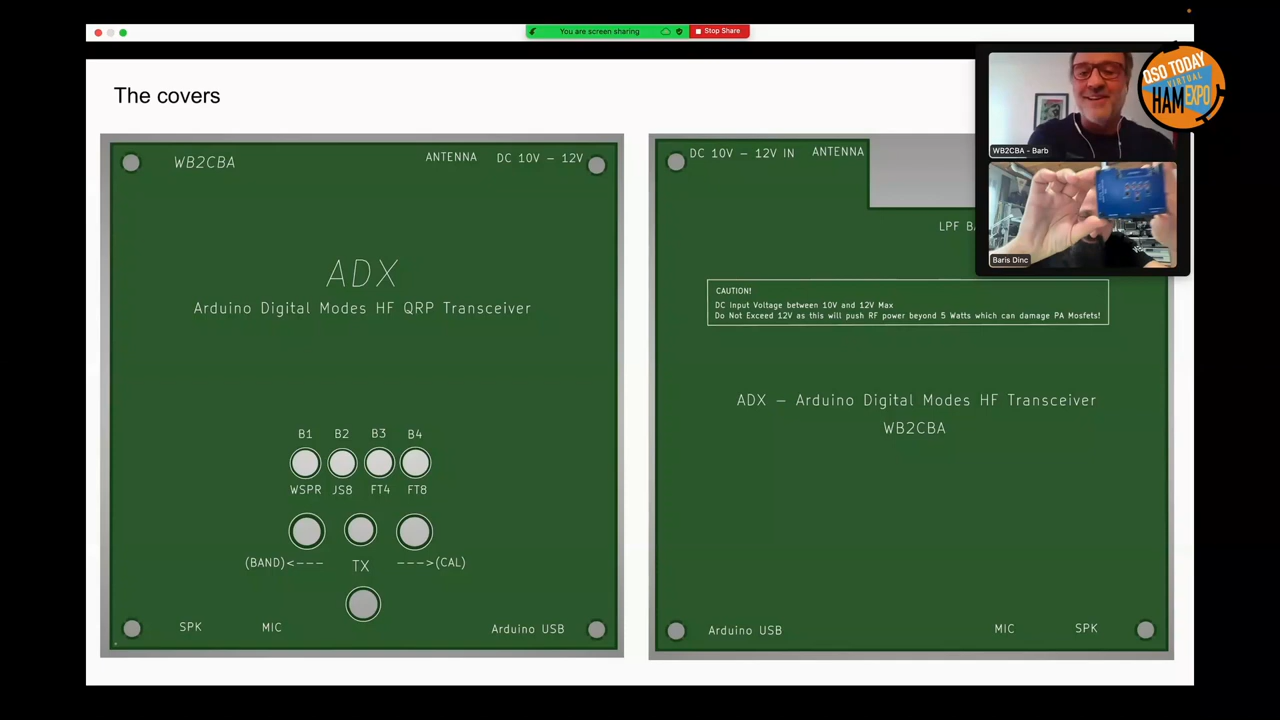 You are screen sharing
Stop Share
The covers
QSO TODAY
VIRTUAL
HAM EXPO
WB2CBA - Barb
Baris Dinc
WB2CBA
ANTENNA
DC 10V – 12V
ADX
Arduino Digital Modes HF QRP Transceiver
B1 B2 B3 B4
WSPR JS8 FT4 FT8
(BAND)<--- TX --->(CAL)
SPK MIC Arduino USB
DC 10V – 12V IN ANTENNA
LPF
CAUTION!
DC Input Voltage between 10V and 12V Max
Do Not Exceed 12V as this will push RF power beyond 5 Watts which can damage PA Mosfets!
ADX – Arduino Digital Modes HF Transceiver
WB2CBA
Arduino USB MIC SPK